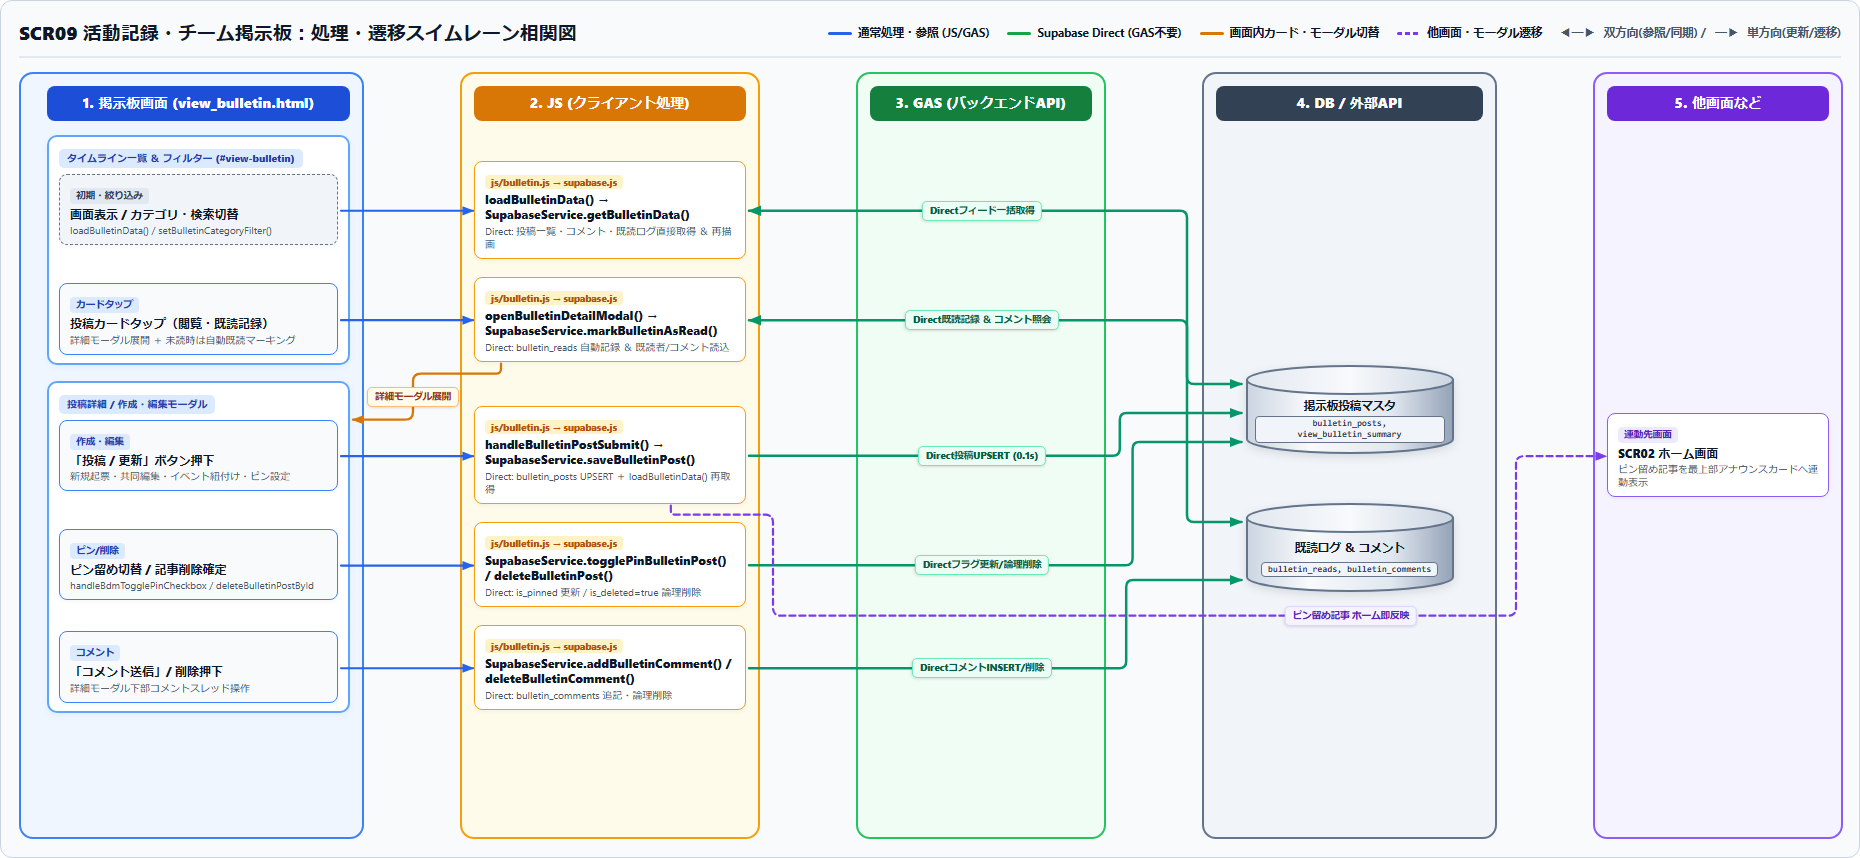 SCR09 活動記録・チーム掲示板：処理・遷移スイムレーン相関図
通常処理・参照 (JS/GAS)
Supabase Direct (GAS不要)
画面内カード・モーダル切替
他画面・モーダル遷移
◀─▶ 双方向(参照/同期) / ─▶ 単方向(更新/遷移)
1. 掲示板画面 (view_bulletin.html)
タイムライン一覧 & フィルター (#view-bulletin)
初期・絞り込み
画面表示 / カテゴリ・検索切替
loadBulletinData() / setBulletinCategoryFilter()
カードタップ
投稿カードタップ（閲覧・既読記録）
詳細モーダル展開 ＋ 未読時は自動既読マーキング
投稿詳細 / 作成・編集モーダル
作成・編集
「投稿 / 更新」ボタン押下
新規起票・共同編集・イベント紐付け・ピン設定
ピン/削除
ピン留め切替 / 記事削除確定
handleBdmTogglePinCheckbox / deleteBulletinPostById
コメント
「コメント送信」/ 削除押下
詳細モーダル下部コメントスレッド操作
2. JS (クライアント処理)
js/bulletin.js → supabase.js
loadBulletinData() →
SupabaseService.getBulletinData()
Direct: 投稿一覧・コメント・既読ログ直接取得 ＆ 再描
画
js/bulletin.js → supabase.js
openBulletinDetailModal() →
SupabaseService.markBulletinAsRead()
Direct: bulletin_reads 自動記録 ＆ 既読者/コメント読込
詳細モーダル展開
js/bulletin.js → supabase.js
handleBulletinPostSubmit() →
SupabaseService.saveBulletinPost()
Direct: bulletin_posts UPSERT ＋ loadBulletinData() 再取
得
js/bulletin.js → supabase.js
SupabaseService.togglePinBulletinPost()
/ deleteBulletinPost()
Direct: is_pinned 更新 / is_deleted=true 論理削除
js/bulletin.js → supabase.js
SupabaseService.addBulletinComment() /
deleteBulletinComment()
Direct: bulletin_comments 追記・論理削除
3. GAS (バックエンドAPI)
Directフィード一括取得
Direct既読記録 ＆ コメント照会
Direct投稿UPSERT (0.1s)
Directフラグ更新/論理削除
DirectコメントINSERT/削除
4. DB / 外部API
掲示板投稿マスタ
bulletin_posts,
view_bulletin_summary
既読ログ ＆ コメント
bulletin_reads, bulletin_comments
ピン留め記事 ホーム即反映
5. 他画面など
連動先画面
SCR02 ホーム画面
ピン留め記事を最上部アナウンスカードへ連
動表示